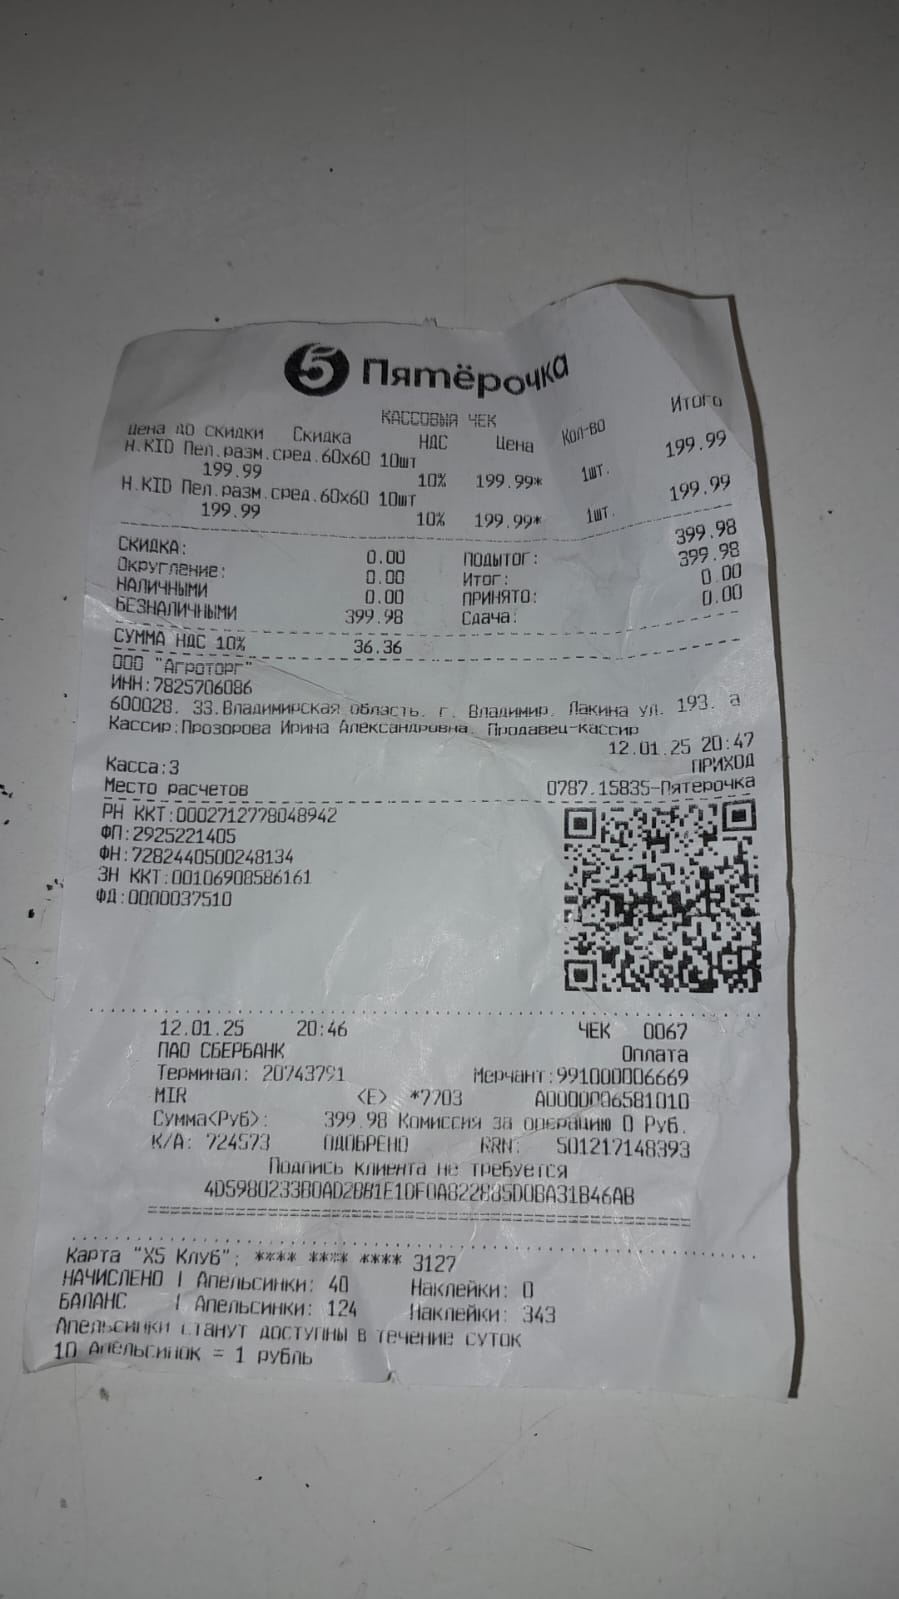 5 Пятёрочка
КАССОВЫЙ ЧЕК
Цена до скидки Скидка НДС Цена Кол-во Итого
Н.KID Пел.разм.сред.60x60 10шт
199.99 10% 199.99* 1шт. 199.99
Н.KID Пел.разм.сред.60x60 10шт
199.99 10% 199.99* 1шт. 199.99
СКИДКА: 0.00 ПОДЫТОГ: 399.98
Округление: 0.00 Итог: 399.98
НАЛИЧНЫМИ 0.00 ПРИНЯТО: 0.00
БЕЗНАЛИЧНЫМИ 399.98 Сдача: 0.00
СУММА НДС 10% 36.36
ООО "Агроторг"
ИНН:7825706086
600028, 33,Владимирская область, г. Владимир, Лакина ул, 193, а
Кассир:Прозорова Ирина Александровна, Продавец-Кассир
12.01.25 20:47
Касса:3 ПРИХОД
Место расчетов 0787,15835-Пятерочка
РН ККТ:0002712778048942
ФП:2925221405
ФН:7282440500248134
ЗН ККТ:00106908586161
ФД:0000037510
12.01.25 20:46 ЧЕК 0067
ПАО СБЕРБАНК Оплата
Терминал: 20743791 Мерчант:991000006669
MIR <E> *7703 A0000006581010
Сумма<Руб>: 399.98 Комиссия за операцию 0 Руб.
К/А: 724573 ОДОБРЕНО RRN: 501217148393
Подпись клиента не требуется
4D5980233B0AD2BB1E1DF0A822885D0BA31B46AB
Карта "X5 Клуб": **** **** **** 3127
НАЧИСЛЕНО | Апельсинки: 40 Наклейки: 0
БАЛАНС | Апельсинки: 124 Наклейки: 343
Апельсинки станут доступны в течение суток
10 Апельсинок = 1 рубль